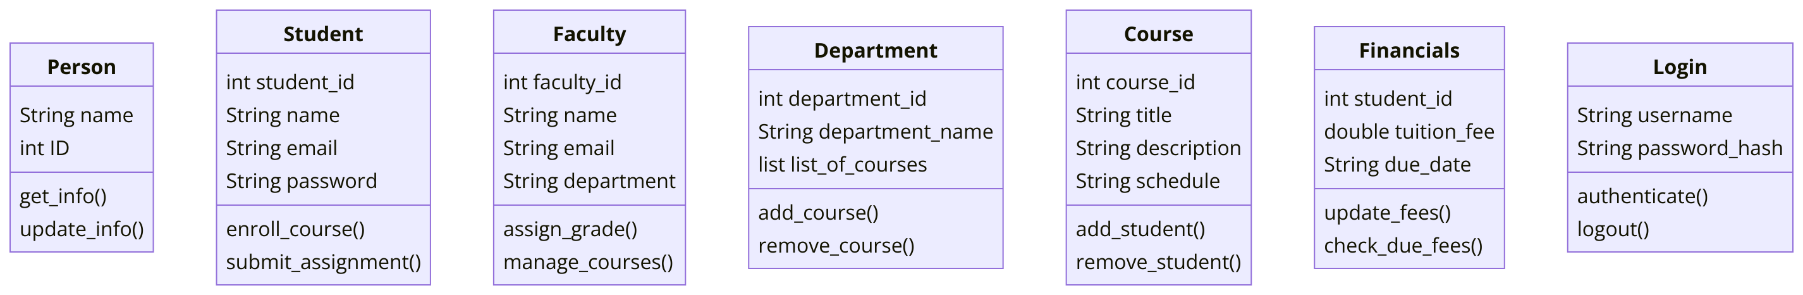 Person
String name
int ID
get_info()
update_info()
Student
int student_id
String name
String email
String password
enroll_course()
submit_assignment()
Faculty
int faculty_id
String name
String email
String department
assign_grade()
manage_courses()
Department
int department_id
String department_name
list list_of_courses
add_course()
remove_course()
Course
int course_id
String title
String description
String schedule
add_student()
remove_student()
Financials
int student_id
double tuition_fee
String due_date
update_fees()
check_due_fees()
Login
String username
String password_hash
authenticate()
logout()